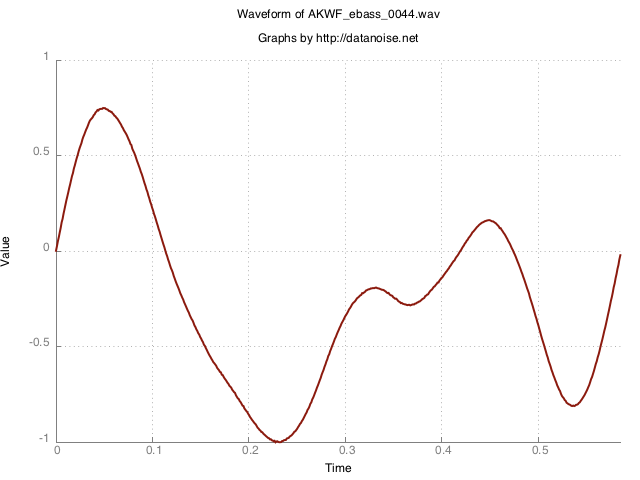 Waveform of AKWF_ebass_0044.wav
Graphs by http://datanoise.net
1
0.5
0
-0.5
-1
Value
0 0.1 0.2 0.3 0.4 0.5
Time